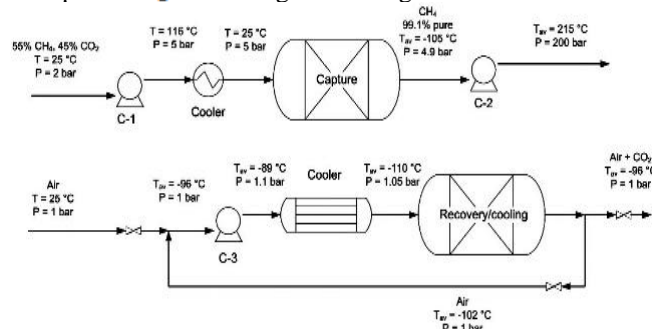 CH₄
99.1% pure
Tₐᵥ = -105 °C
P = 4.9 bar
T = 116 °C
P = 5 bar
T = 25 °C
P = 5 bar
Tₐᵥ = 215 °C
P = 200 bar
55% CH₄, 45% CO₂
T = 25 °C
P = 2 bar
Capture
Cooler
C-1
C-2
Air
T = 25 °C
P = 1 bar
Tₐᵥ = -96 °C
P = 1 bar
Tₐᵥ = -89 °C
P = 1.1 bar
Cooler
Tₐᵥ = -110 °C
P = 1.05 bar
Air + CO₂
Tₐᵥ = -96 °C
P = 1 bar
Recovery/cooling
C-3
Air
Tₐᵥ = -102 °C
P = 1 bar